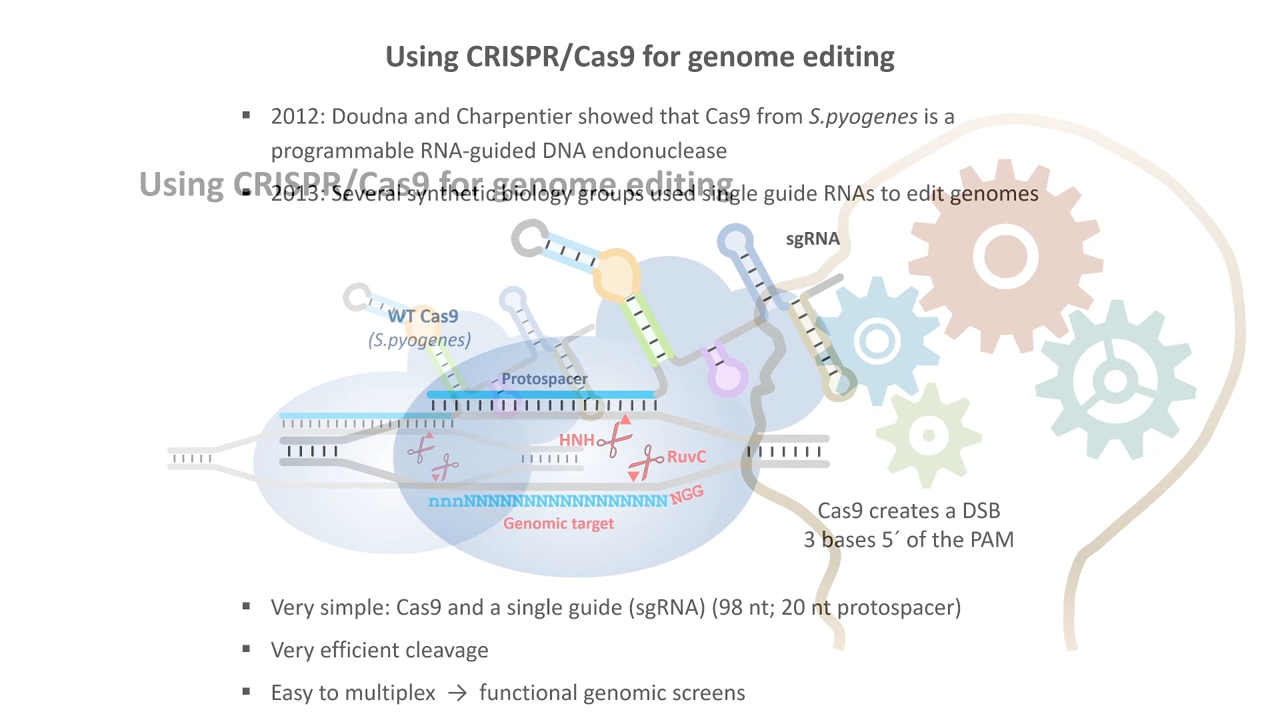 Using CRISPR/Cas9 for genome editing
▪ 2012: Doudna and Charpentier showed that Cas9 from S.pyogenes is a
programmable RNA-guided DNA endonuclease
Using CRISPR/Cas9 for genome editing
▪ 2013: Several synthetic biology groups used single guide RNAs to edit genomes
sgRNA
WT Cas9
(S.pyogenes)
Protospacer
HNH
RuvC
nnnNNNNNNNNNNNNNNNNN NGG
Genomic target
Cas9 creates a DSB
3 bases 5´ of the PAM
▪ Very simple: Cas9 and a single guide (sgRNA) (98 nt; 20 nt protospacer)
▪ Very efficient cleavage
▪ Easy to multiplex → functional genomic screens